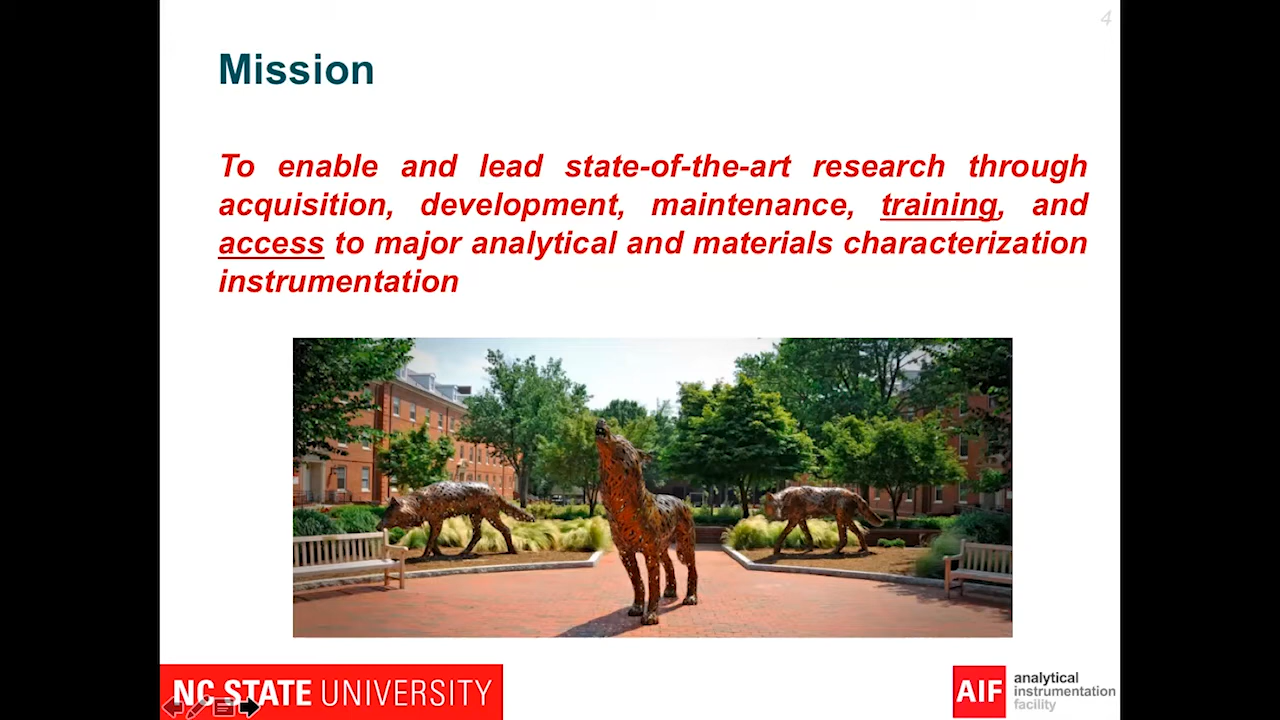 4
Mission
To enable and lead state-of-the-art research through
acquisition, development, maintenance, training, and
access to major analytical and materials characterization
instrumentation
NC STATE UNIVERSITY
AIF
analytical
instrumentation
facility